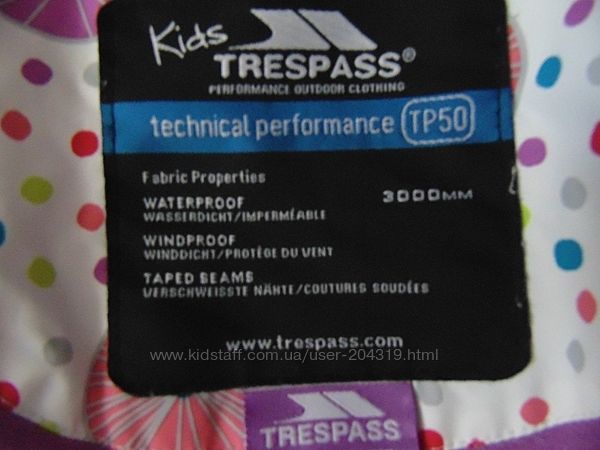 Kids
TRESPASS®
PERFORMANCE OUTDOOR CLOTHING
technical performance TP50
Fabric Properties
WATERPROOF 3000MM
WASSERDICHT/IMPERMÉABLE
WINDPROOF
WINDDICHT/PROTÈGE DU VENT
TAPED SEAMS
VERSCHWEISSTE NÄHTE/COUTURES SOUDÉES
www.trespass.com
www.kidstaff.com.ua/user-204319.html
TRESPASS